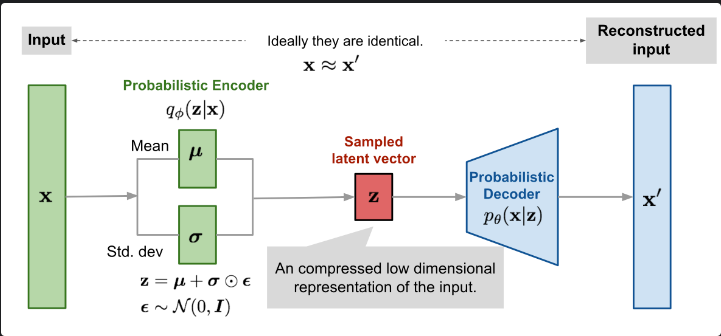 Input
Ideally they are identical.
x ≈ x′
Reconstructed
input
Probabilistic Encoder
qϕ(z|x)
Mean
μ
Sampled
latent vector
x
z
Probabilistic
Decoder
pθ(x|z)
x′
Std. dev
σ
z = μ + σ ⊙ ϵ
ϵ ∼ 𝒩(0, I)
An compressed low dimensional
representation of the input.